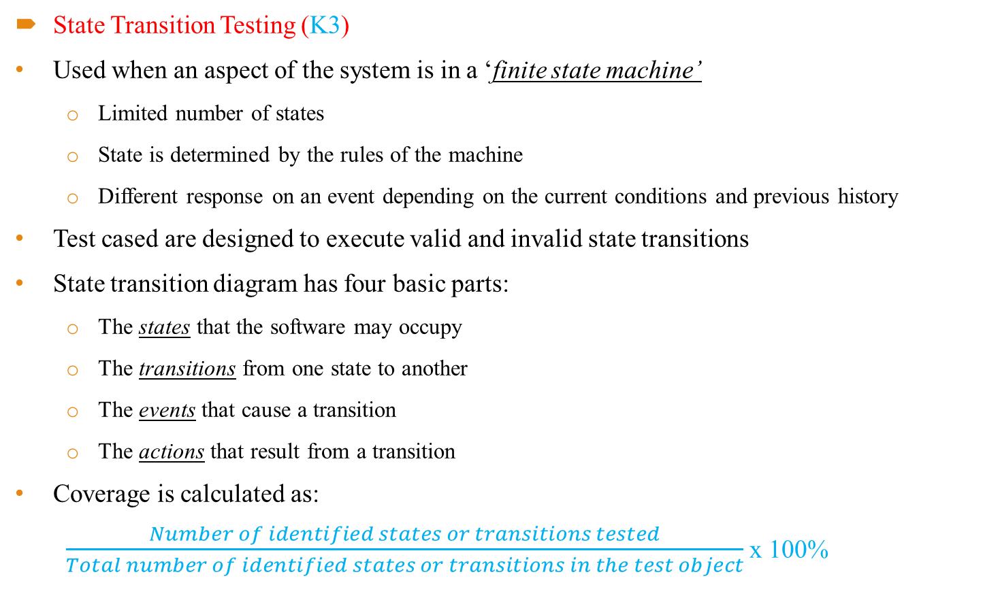 State Transition Testing (K3)
• Used when an aspect of the system is in a ‘finite state machine’
o Limited number of states
o State is determined by the rules of the machine
o Different response on an event depending on the current conditions and previous history
• Test cased are designed to execute valid and invalid state transitions
• State transition diagram has four basic parts:
o The states that the software may occupy
o The transitions from one state to another
o The events that cause a transition
o The actions that result from a transition
• Coverage is calculated as:
Number of identified states or transitions tested
Total number of identified states or transitions in the test object x 100%